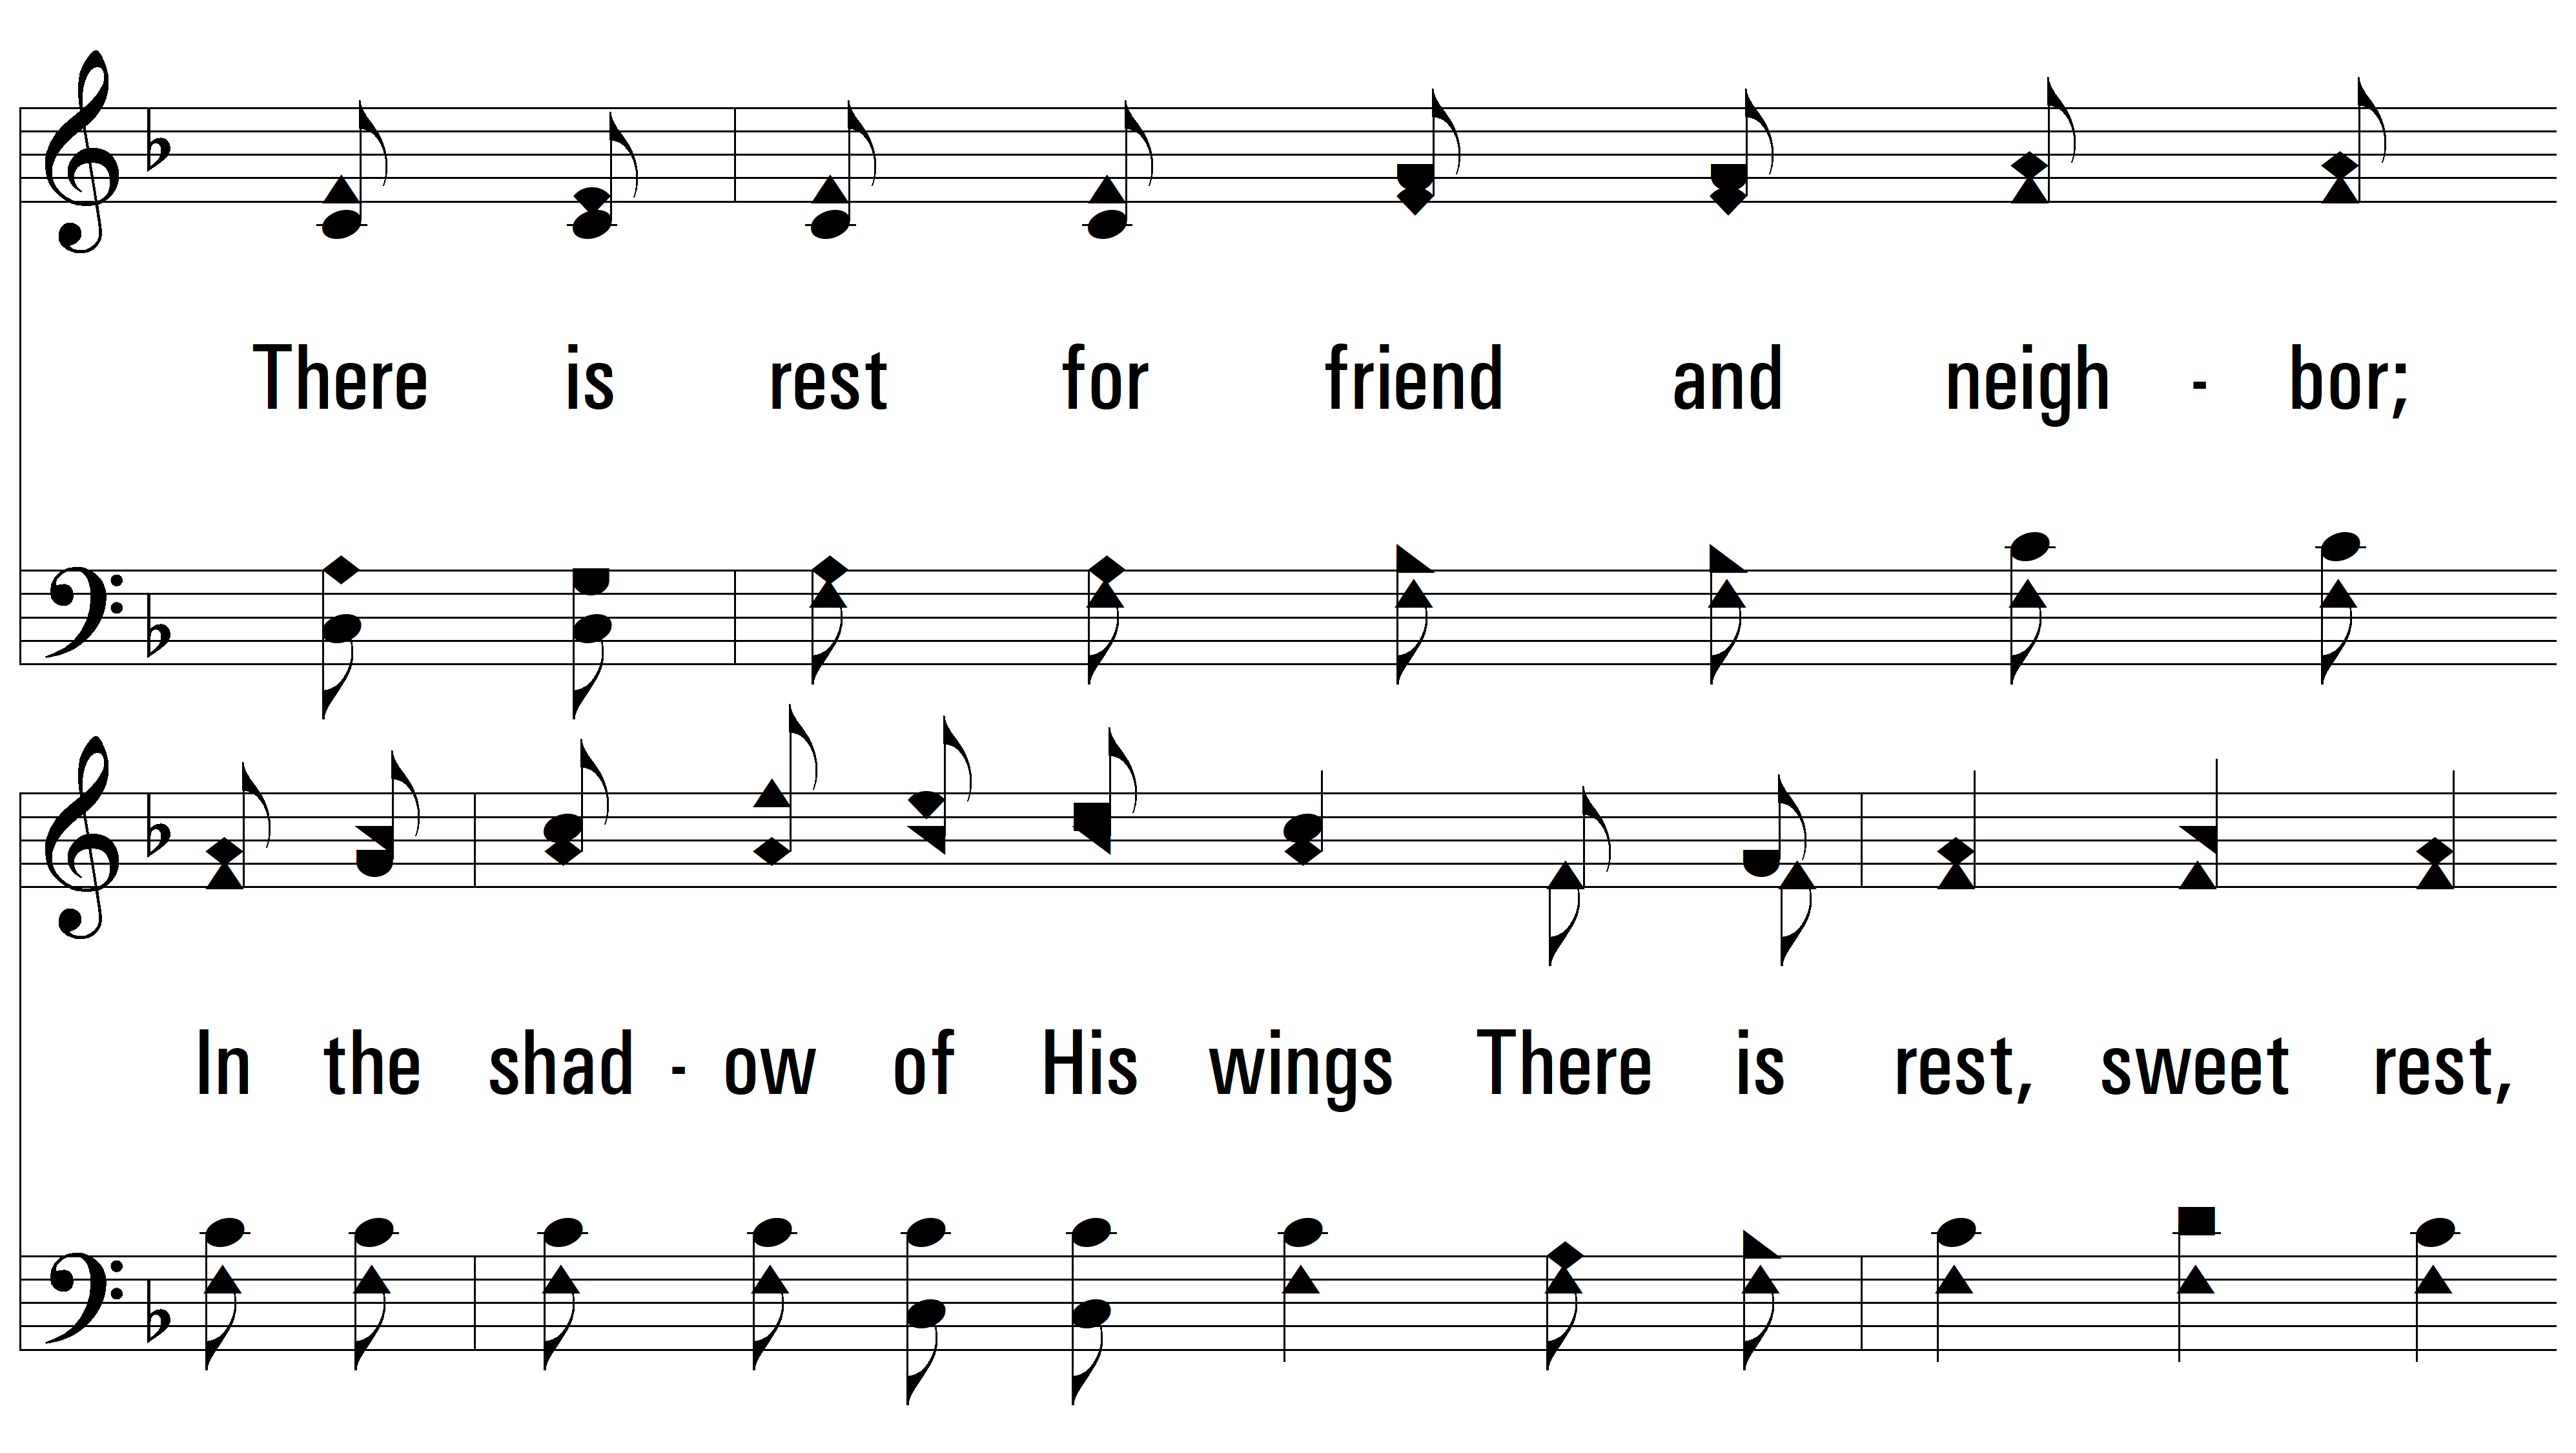 There is rest for friend and neigh - bor;
In the shad - ow of His wings There is rest, sweet rest,